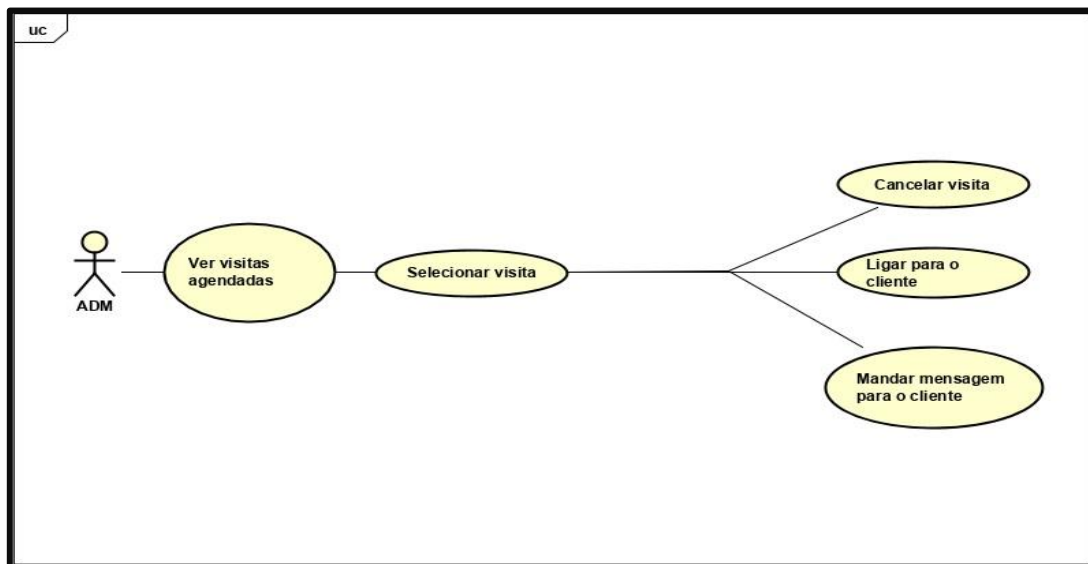 uc
Cancelar visita
Ver visitas
agendadas
Selecionar visita
Ligar para o
cliente
ADM
Mandar mensagem
para o cliente